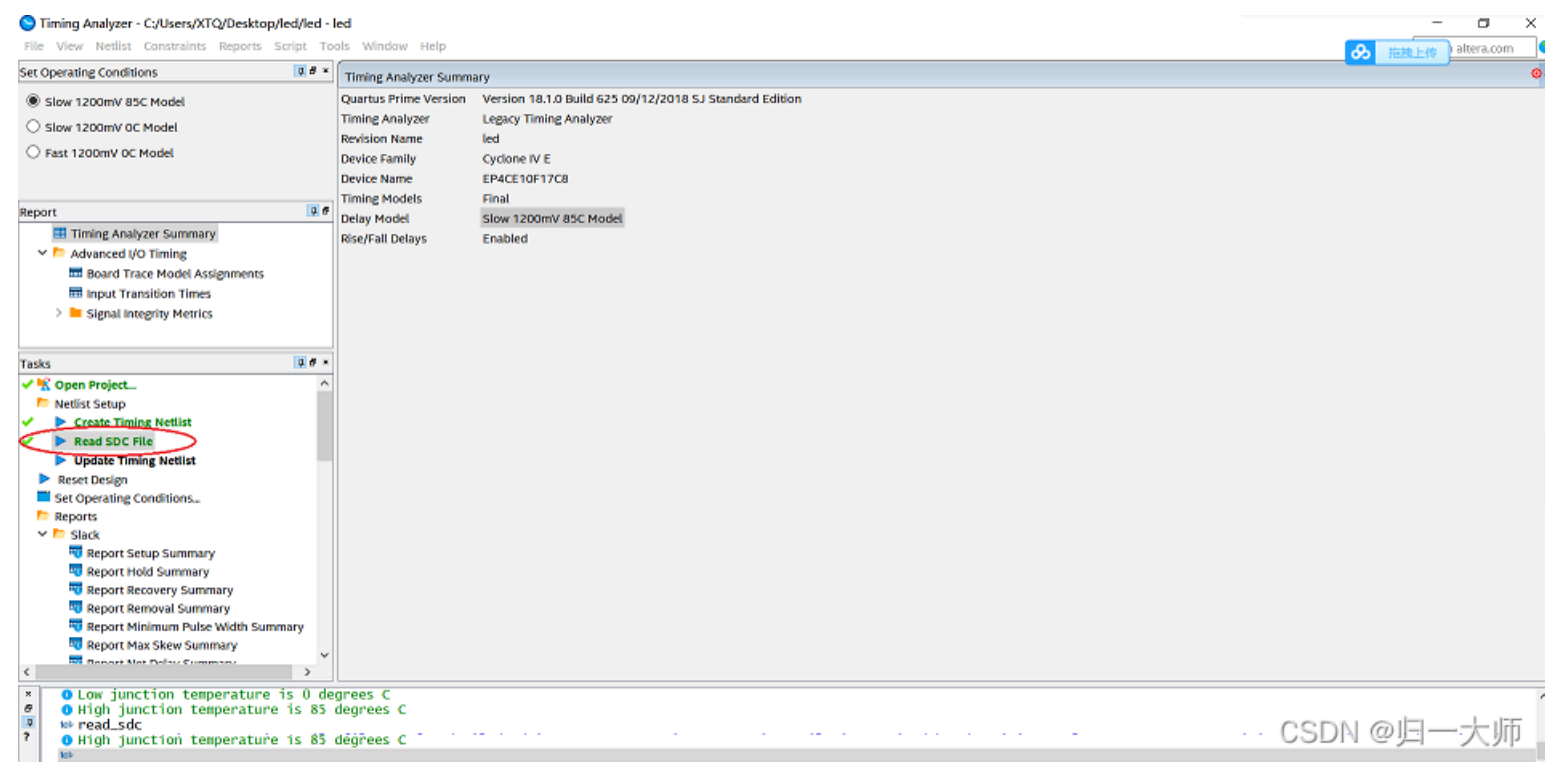 Timing Analyzer - C:/Users/XTQ/Desktop/led/led - led
File View Netlist Constraints Reports Script Tools Window Help
拖拽上传
altera.com
Set Operating Conditions
Slow 1200mV 85C Model
Slow 1200mV 0C Model
Fast 1200mV 0C Model
Report
Timing Analyzer Summary
Advanced I/O Timing
Board Trace Model Assignments
Input Transition Times
Signal Integrity Metrics
Tasks
Open Project...
Netlist Setup
Create Timing Netlist
Read SDC File
Update Timing Netlist
Reset Design
Set Operating Conditions...
Reports
Slack
Report Setup Summary
Report Hold Summary
Report Recovery Summary
Report Removal Summary
Report Minimum Pulse Width Summary
Report Max Skew Summary
Report Net Delay Summary
Timing Analyzer Summary
Quartus Prime Version Version 18.1.0 Build 625 09/12/2018 SJ Standard Edition
Timing Analyzer Legacy Timing Analyzer
Revision Name led
Device Family Cyclone IV E
Device Name EP4CE10F17C8
Timing Models Final
Delay Model Slow 1200mV 85C Model
Rise/Fall Delays Enabled
Low junction temperature is 0 degrees C
High junction temperature is 85 degrees C
read_sdc
High junction temperature is 85 degrees C
CSDN @归一大师